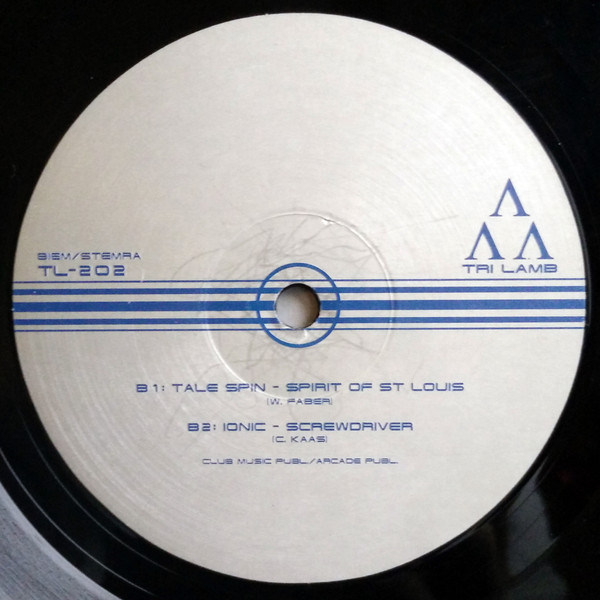 Λ
Λ Λ
TRI LAMB
BIEM/STEMRA
TL-202
B1: TALE SPIN - SPIRIT OF ST LOUIS
(W. FABER)
B2: IONIC - SCREWDRIVER
(C. KAAS)
CLUB MUSIC PUBL./ARCADE PUBL.